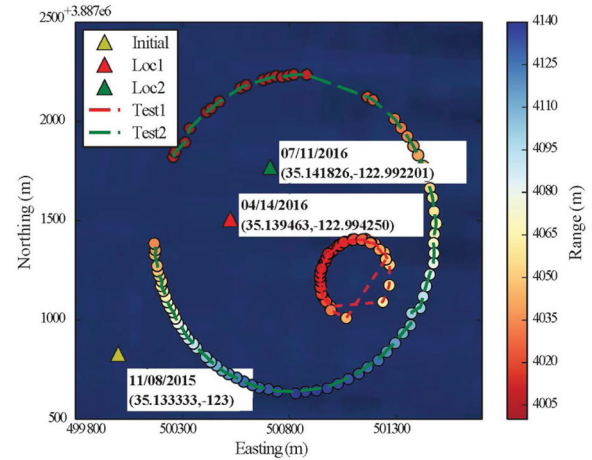 2500
+3.887e6
Initial
Loc1
Loc2
Test1
Test2
07/11/2016
(35.141826,-122.992201)
04/14/2016
(35.139463,-122.994250)
11/08/2015
(35.133333,-123)
2000
1500
1000
500
Northing (m)
499 800
500300
500800
501300
Easting (m)
4140
4125
4110
4095
4080
4065
4050
4035
4020
4005
Range (m)